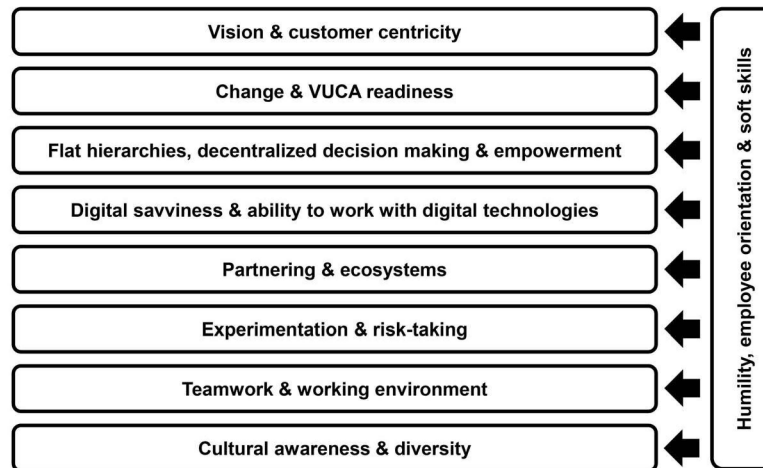 Vision & customer centricity
Change & VUCA readiness
Flat hierarchies, decentralized decision making & empowerment
Digital savviness & ability to work with digital technologies
Partnering & ecosystems
Experimentation & risk-taking
Teamwork & working environment
Cultural awareness & diversity
Humility, employee orientation & soft skills